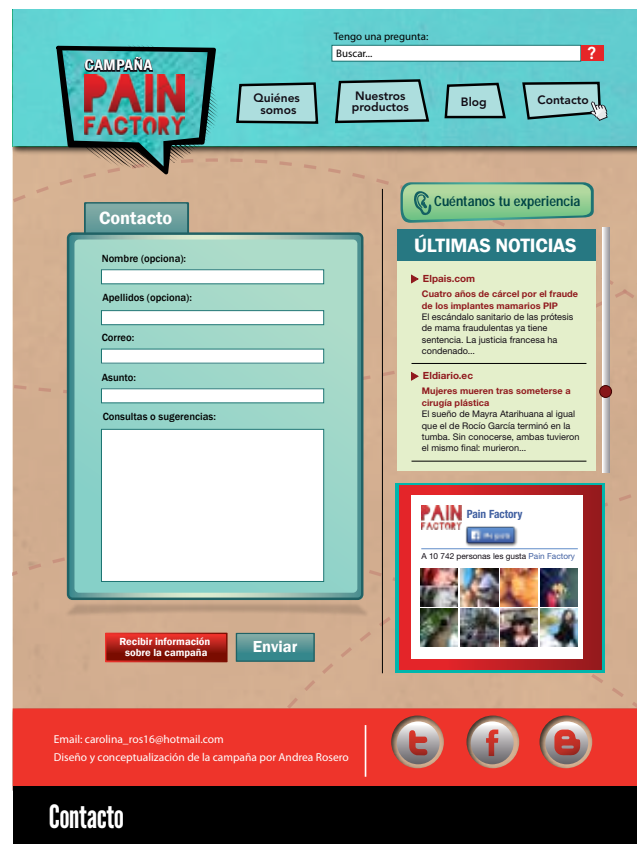 Tengo una pregunta:
Buscar...
?
CAMPAÑA
PAIN
FACTORY
Quiénes
somos
Nuestros
productos
Blog
Contacto
Contacto
Nombre (opciona):
Apellidos (opciona):
Correo:
Asunto:
Consultas o sugerencias:
Recibir información
sobre la campaña
Enviar
Cuéntanos tu experiencia
ÚLTIMAS NOTICIAS
Elpais.com
Cuatro años de cárcel por el fraude
de los implantes mamarios PIP
El escándalo sanitario de las prótesis
de mama fraudulentas ya tiene
sentencia. La justicia francesa ha
condenado...
Eldiario.ec
Mujeres mueren tras someterse a
cirugía plástica
El sueño de Mayra Atarihuana al igual
que el de Rocío García terminó en la
tumba. Sin conocerse, ambas tuvieron
el mismo final: murieron...
PAIN
FACTORY
Pain Factory
A 10 742 personas les gusta Pain Factory
Email: carolina_ros16@hotmail.com
Diseño y conceptualización de la campaña por Andrea Rosero
Contacto